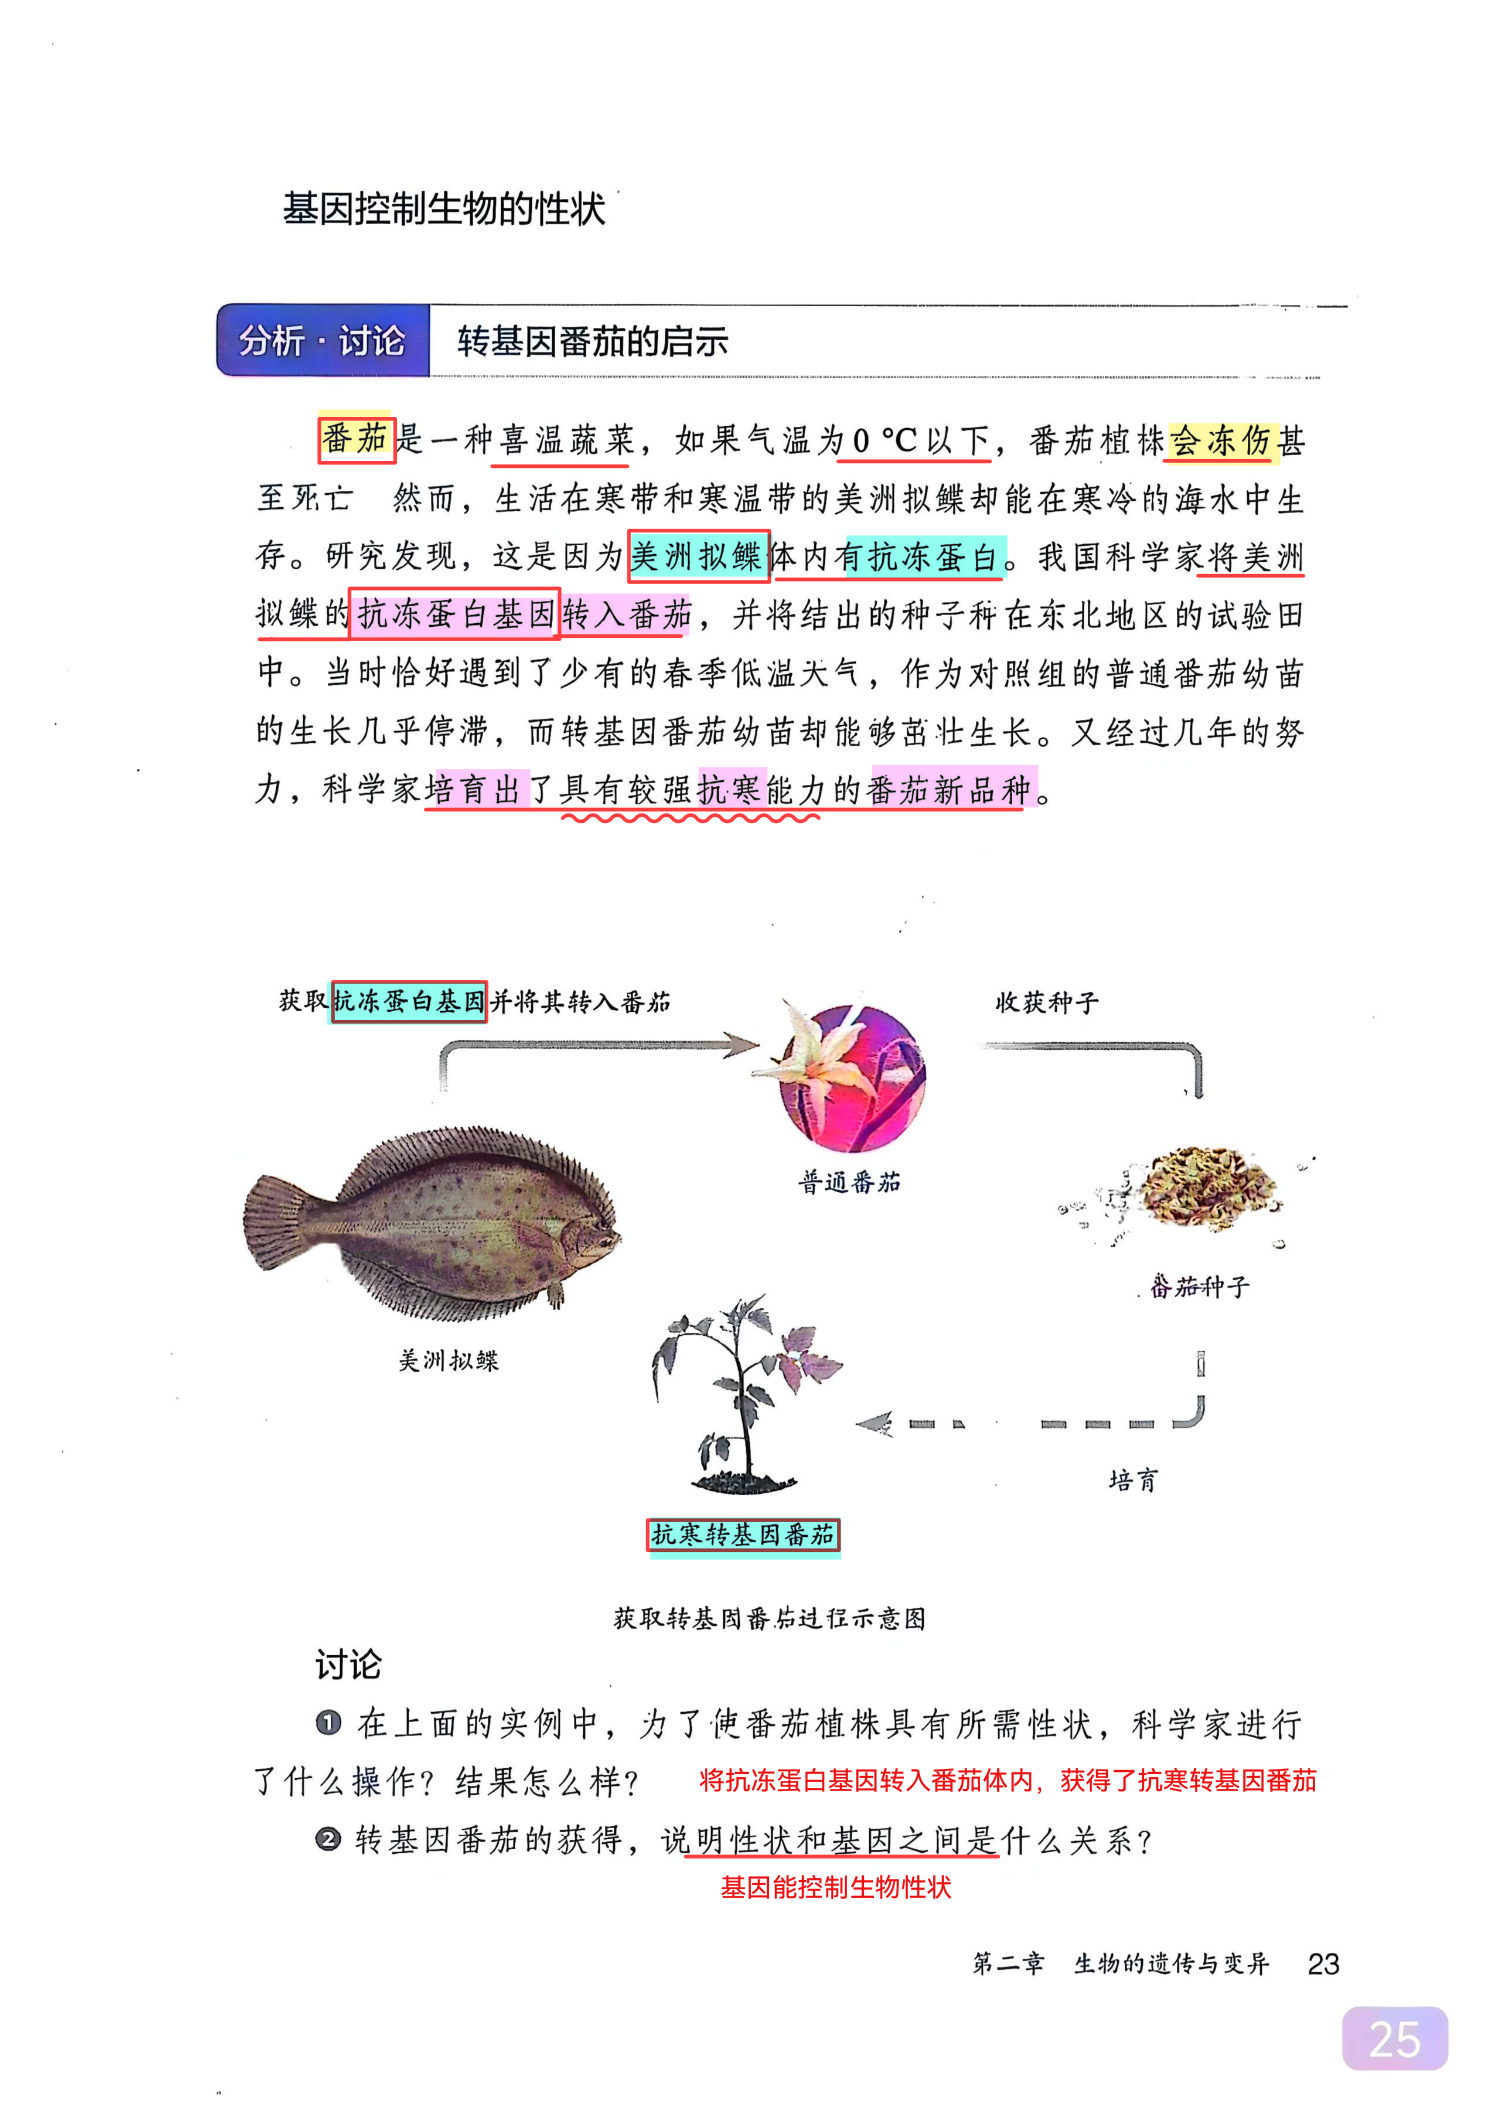 基因控制生物的性状
分析·讨论 转基因番茄的启示
番茄是一种喜温蔬菜，如果气温为0 ℃以下，番茄植株会冻伤甚
至死亡 然而，生活在寒带和寒温带的美洲拟鲽却能在寒冷的海水中生
存。研究发现，这是因为美洲拟鲽体内有抗冻蛋白。我国科学家将美洲
拟鲽的抗冻蛋白基因转入番茄，并将结出的种子种在东北地区的试验田
中。当时恰好遇到了少有的春季低温天气，作为对照组的普通番茄幼苗
的生长几乎停滞，而转基因番茄幼苗却能够茁壮生长。又经过几年的努
力，科学家培育出了具有较强抗寒能力的番茄新品种。
获取抗冻蛋白基因并将其转入番茄
收获种子
普通番茄
番茄种子
美洲拟鲽
培育
抗寒转基因番茄
获取转基因番茄过程示意图
讨论
❶ 在上面的实例中，为了使番茄植株具有所需性状，科学家进行
了什么操作？结果怎么样？ 将抗冻蛋白基因转入番茄体内，获得了抗寒转基因番茄
❷ 转基因番茄的获得，说明性状和基因之间是什么关系？
基因能控制生物性状
第二章 生物的遗传与变异 23
25